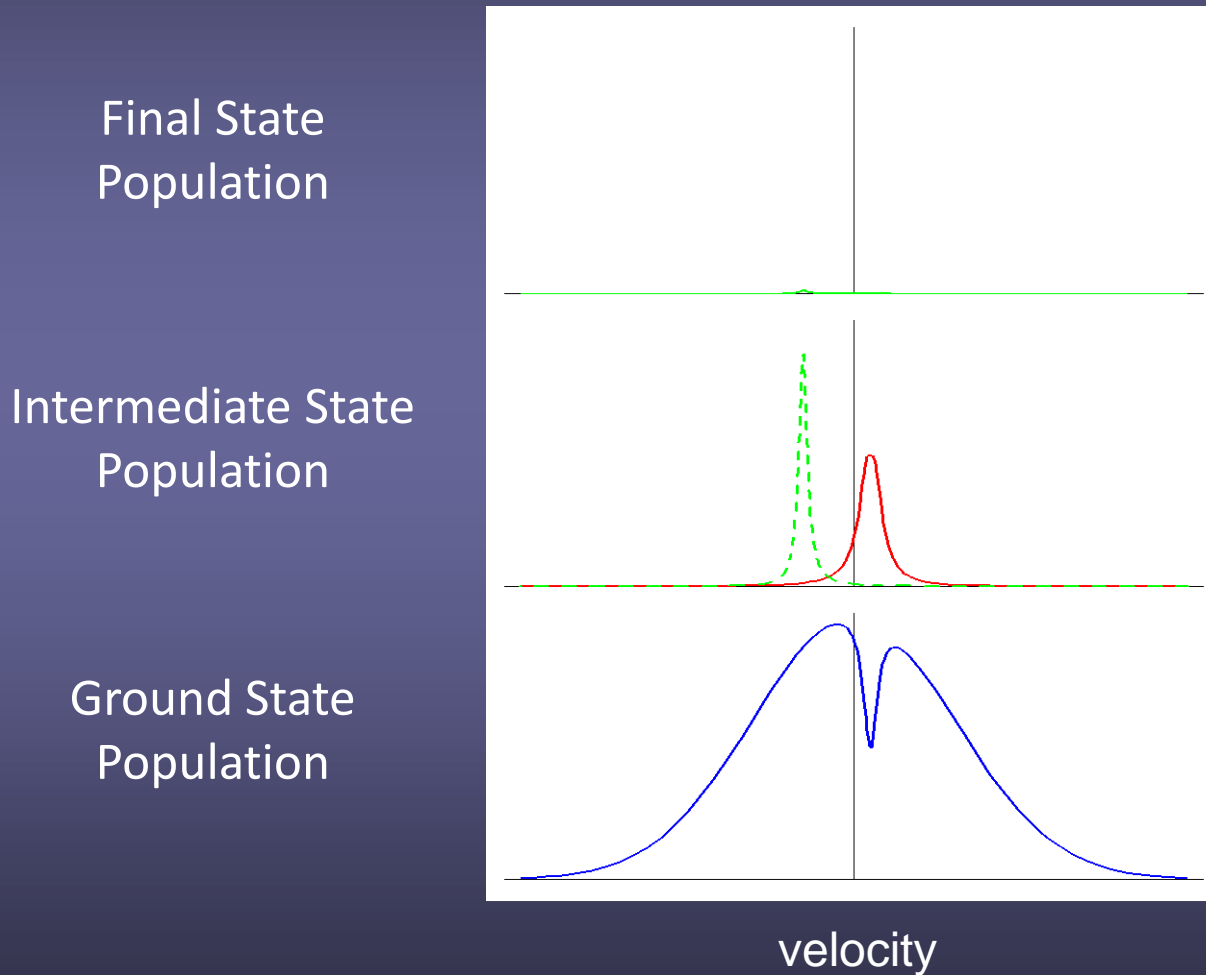 Final State
Population
Intermediate State
Population
Ground State
Population
velocity